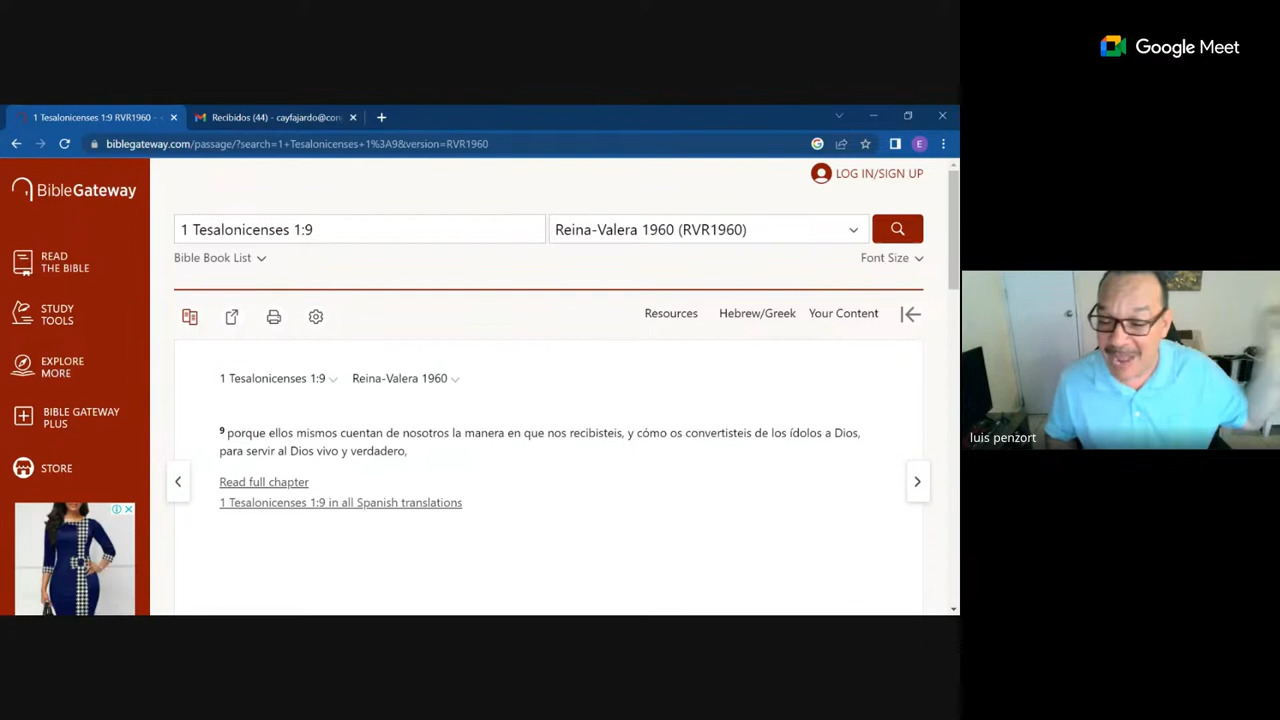 Google Meet
1 Tesalonicenses 1:9 RVR1960 -
Recibidos (44) - cayfajardo@con
biblegateway.com/passage/?search=1+Tesalonicenses+1%3A9&version=RVR1960
E
BibleGateway
LOG IN/SIGN UP
1 Tesalonicenses 1:9
Reina-Valera 1960 (RVR1960)
Bible Book List
Font Size
READ
THE BIBLE
STUDY
TOOLS
EXPLORE
MORE
BIBLE GATEWAY
PLUS
STORE
Resources
Hebrew/Greek
Your Content
1 Tesalonicenses 1:9
Reina-Valera 1960
9 porque ellos mismos cuentan de nosotros la manera en que nos recibisteis, y cómo os convertisteis de los ídolos a Dios,
para servir al Dios vivo y verdadero,
Read full chapter
1 Tesalonicenses 1:9 in all Spanish translations
luis penzort